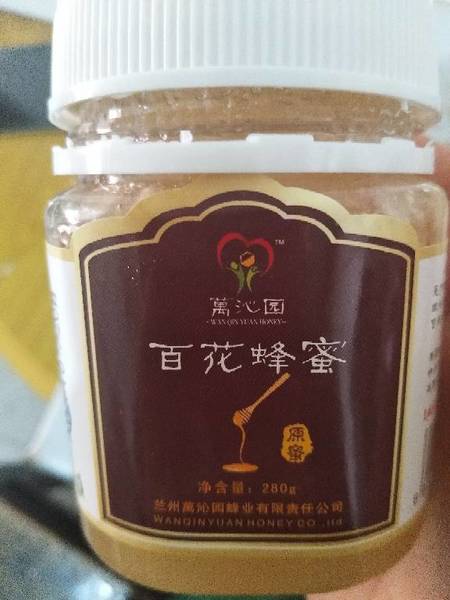 TM
萬沁园
-WAN QIN YUAN HONEY-
百花蜂蜜
原蜜
净含量：280g
兰州萬沁园蜂业有限责任公司
WANQINYUAN HONEY CO .,ltd